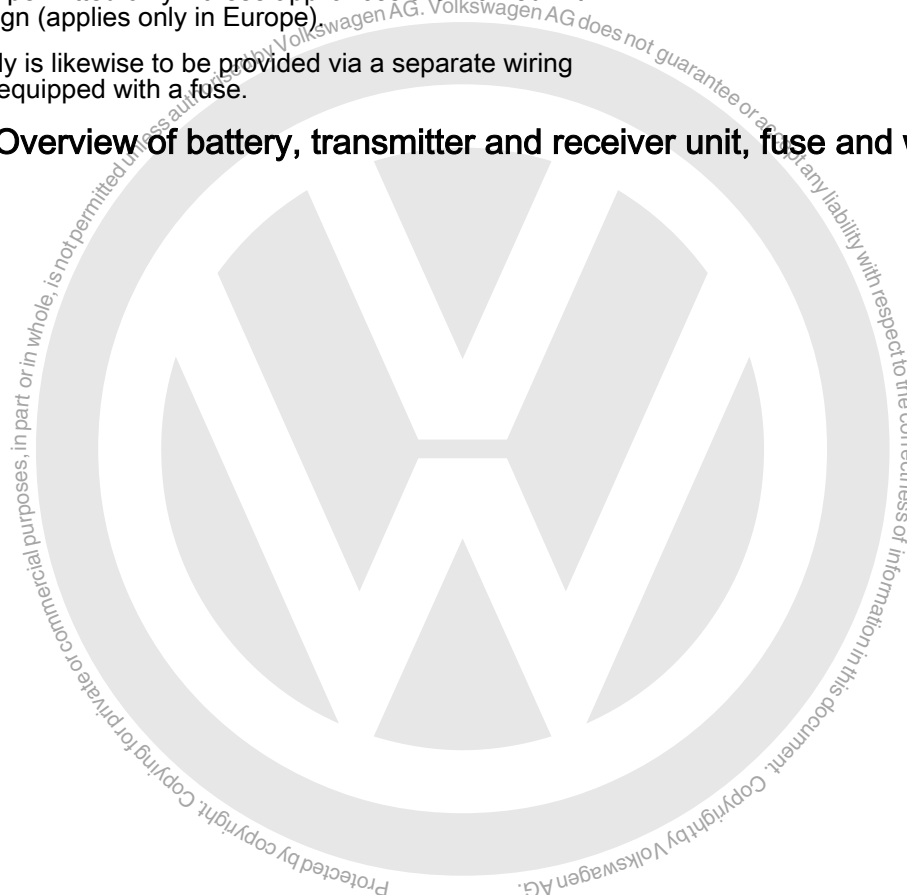 gn (applies only in Europe).
ly is likewise to be provided via a separate wiring
equipped with a fuse.
Overview of battery, transmitter and receiver unit, fuse and
Protected by copyright. Copying for private or commercial purposes, in part or in whole, is not permitted unless authorised by Volkswagen AG. Volkswagen AG does not guarantee or accept any liability with respect to the correctness of information in this document. Copyright by Volkswagen AG.